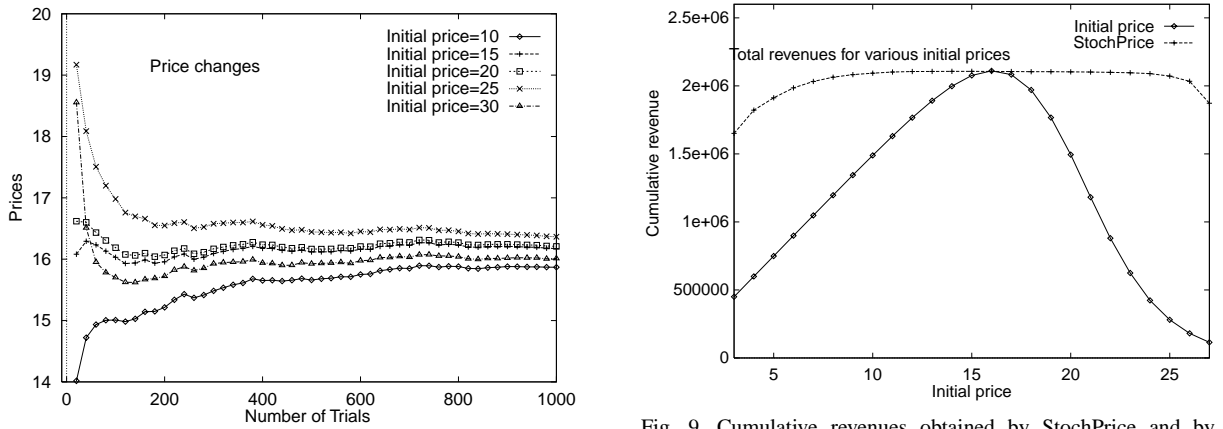 20
19
18
17
16
15
14
Prices
Price changes
Initial price=10
Initial price=15
Initial price=20
Initial price=25
Initial price=30
0 200 400 600 800 1000
Number of Trials
2.5e+06
2e+06
1.5e+06
1e+06
500000
0
Cumulative revenue
Initial price
StochPrice
Total revenues for various initial prices
5 10 15 20 25
Initial price
Fig. 9. Cumulative revenues obtained by StochPrice and by